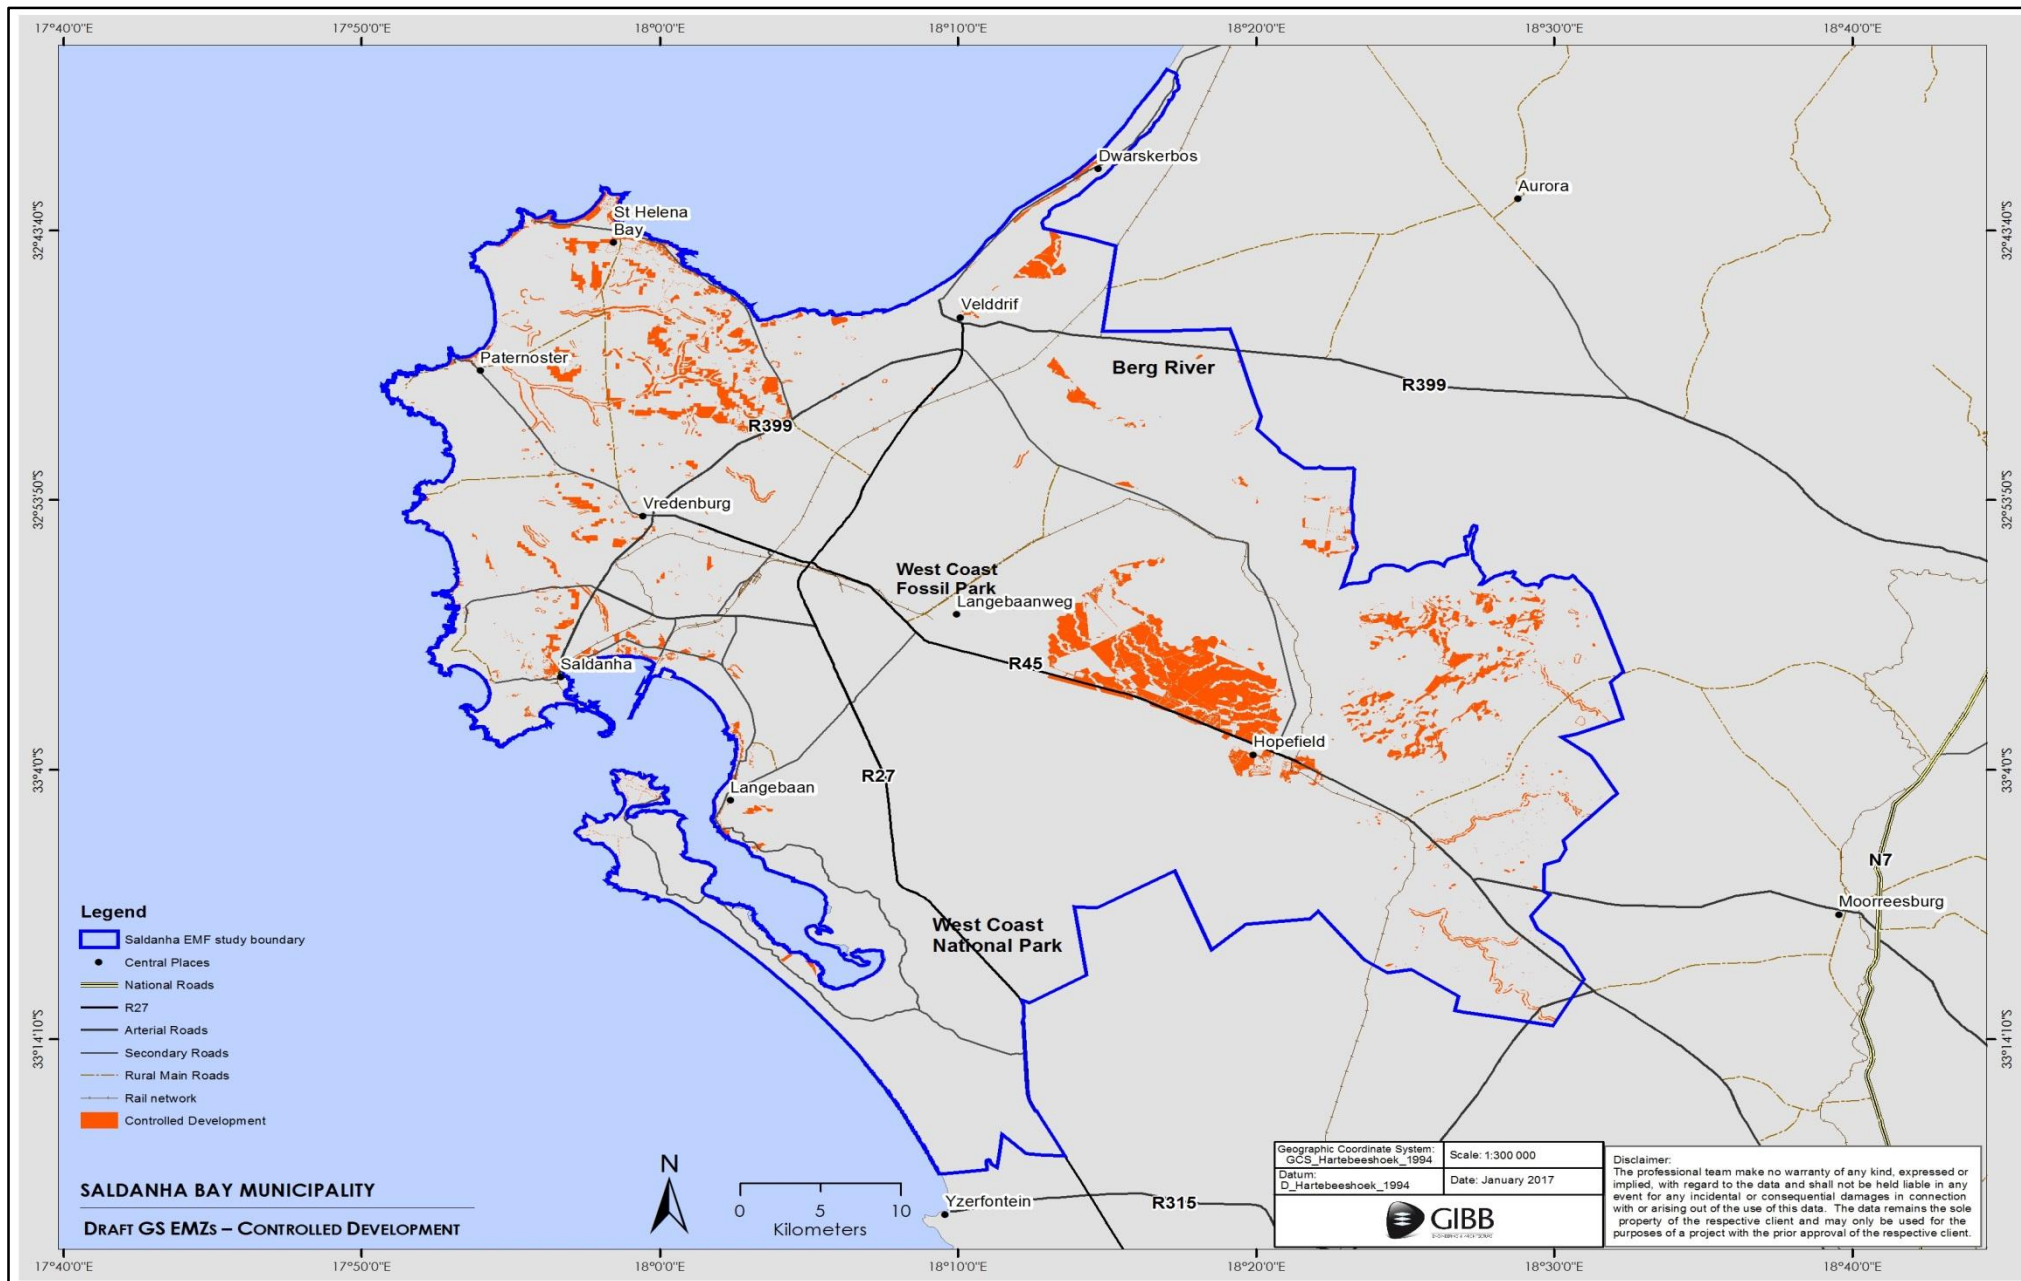 17°40'0"E
17°50'0"E
18°0'0"E
18°10'0"E
18°20'0"E
18°30'0"E
18°40'0"E
32°43'40"S
32°43'40"S
32°53'50"S
32°53'50"S
33°4'0"S
33°4'0"S
33°14'10"S
33°14'10"S
Dwarskerbos
Aurora
St Helena
Bay
Velddrif
Paternoster
Berg River
R399
R399
Vredenburg
West Coast
Fossil Park
Langebaanweg
Saldanha
R45
Hopefield
R27
Langebaan
N7
Moorreesburg
West Coast
National Park
Yzerfontein
R315
Legend
Saldanha EMF study boundary
Central Places
National Roads
R27
Arterial Roads
Secondary Roads
Rural Main Roads
Rail network
Controlled Development
SALDANHA BAY MUNICIPALITY
DRAFT GS EMZs – CONTROLLED DEVELOPMENT
N
0 5 10
Kilometers
Geographic Coordinate System:
GCS_Hartebeeshoek_1994
Scale: 1:300 000
Datum:
D_Hartebeeshoek_1994
Date: January 2017
GIBB
Disclaimer:
The professional team make no warranty of any kind, expressed or
implied, with regard to the data and shall not be held liable in any
event for any incidental or consequential damages in connection
with or arising out of the use of this data. The data remains the sole
property of the respective client and may only be used for the
purposes of a project with the prior approval of the respective client.
17°40'0"E
17°50'0"E
18°0'0"E
18°10'0"E
18°20'0"E
18°30'0"E
18°40'0"E